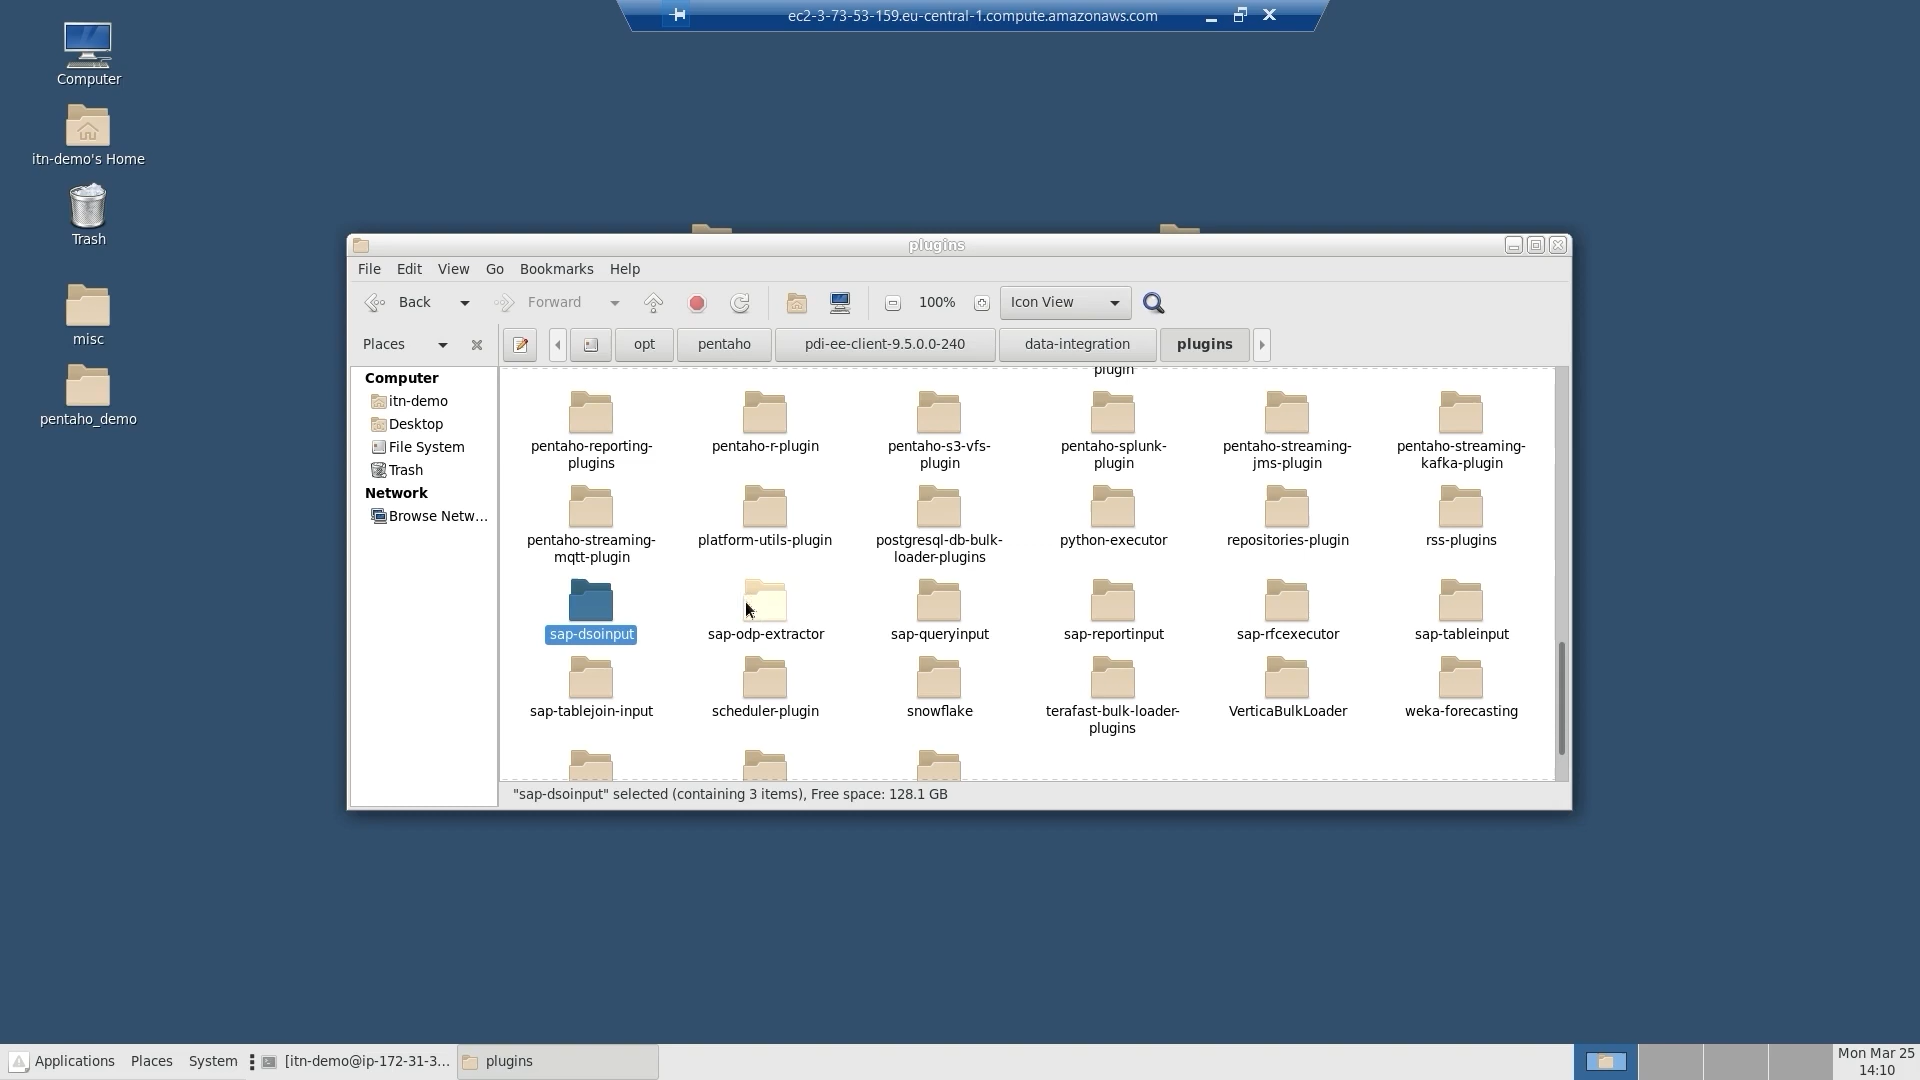 ec2-3-73-53-159.eu-central-1.compute.amazonaws.com
Computer
itn-demo's Home
Trash
misc
pentaho_demo
plugins
File Edit View Go Bookmarks Help
Back Forward 100% Icon View
Places opt pentaho pdi-ee-client-9.5.0.0-240 data-integration plugins
Computer
itn-demo
Desktop
File System
Trash
Network
Browse Netw...
plugin
pentaho-reporting-
plugins
pentaho-r-plugin
pentaho-s3-vfs-
plugin
pentaho-splunk-
plugin
pentaho-streaming-
jms-plugin
pentaho-streaming-
kafka-plugin
pentaho-streaming-
mqtt-plugin
platform-utils-plugin
postgresql-db-bulk-
loader-plugins
python-executor
repositories-plugin
rss-plugins
sap-dsoinput
sap-odp-extractor
sap-queryinput
sap-reportinput
sap-rfcexecutor
sap-tableinput
sap-tablejoin-input
scheduler-plugin
snowflake
terafast-bulk-loader-
plugins
VerticaBulkLoader
weka-forecasting
"sap-dsoinput" selected (containing 3 items), Free space: 128.1 GB
Applications Places System [itn-demo@ip-172-31-3... plugins
Mon Mar 25
14:10